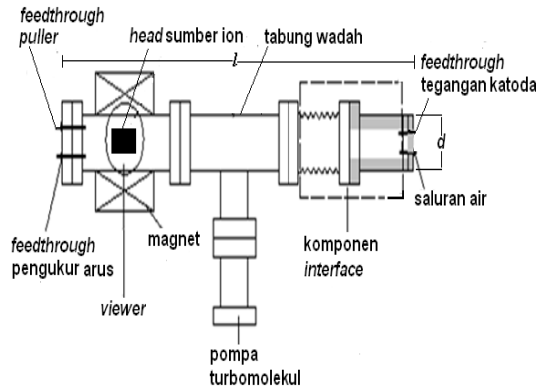 feedthrough
puller
head sumber ion
tabung wadah
l
feedthrough
tegangan katoda
d
saluran air
feedthrough
pengukur arus
magnet
viewer
komponen
interface
pompa
turbomolekul